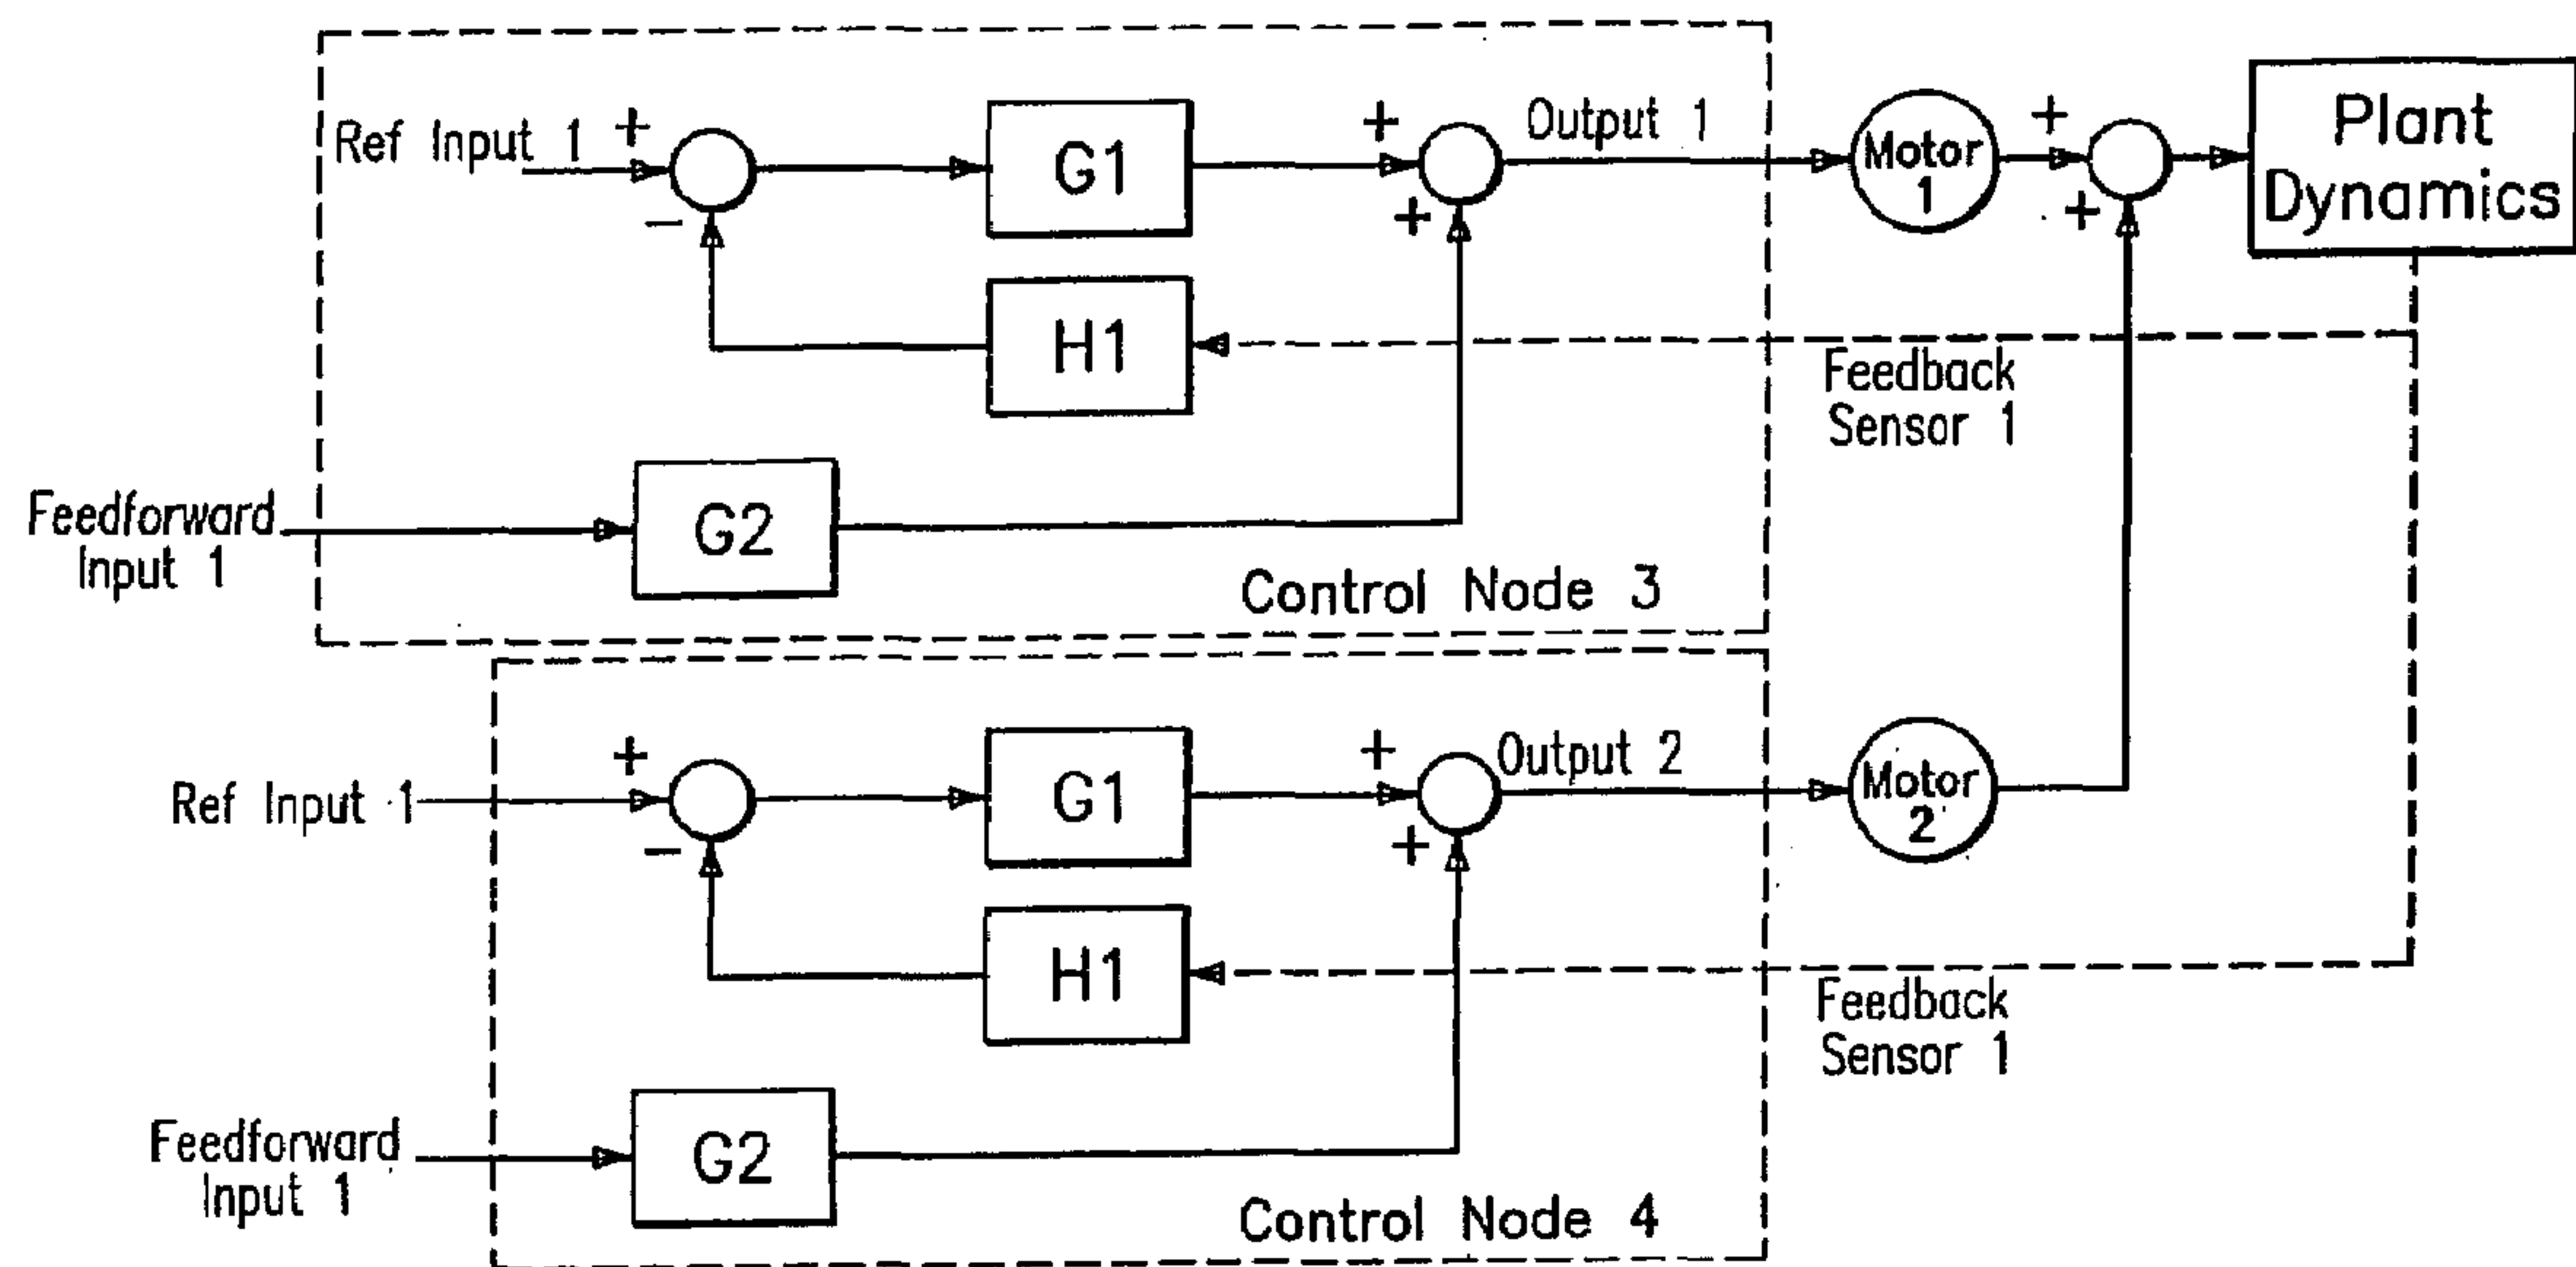 Ref Input 1
+
−
G1
+
+
Output 1
Motor
1
+
+
Plant
Dynamics
H1
Feedback
Sensor 1
Feedforward
Input 1
G2
Control Node 3
Ref Input 1
+
−
G1
+
+
Output 2
Motor
2
H1
Feedback
Sensor 1
Feedforward
Input 1
G2
Control Node 4